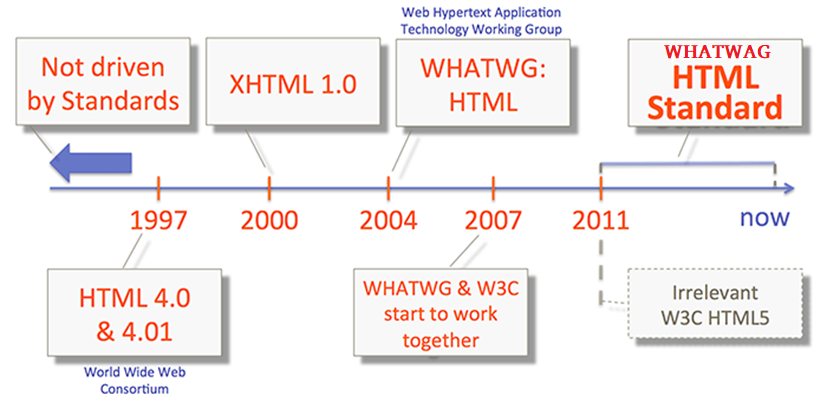 Web Hypertext Application
Technology Working Group
Not driven
by Standards
XHTML 1.0
WHATWG:
HTML
WHATWAG
HTML
Standard
1997
2000
2004
2007
2011
now
HTML 4.0
& 4.01
World Wide Web
Consortium
WHATWG & W3C
start to work
together
Irrelevant
W3C HTML5